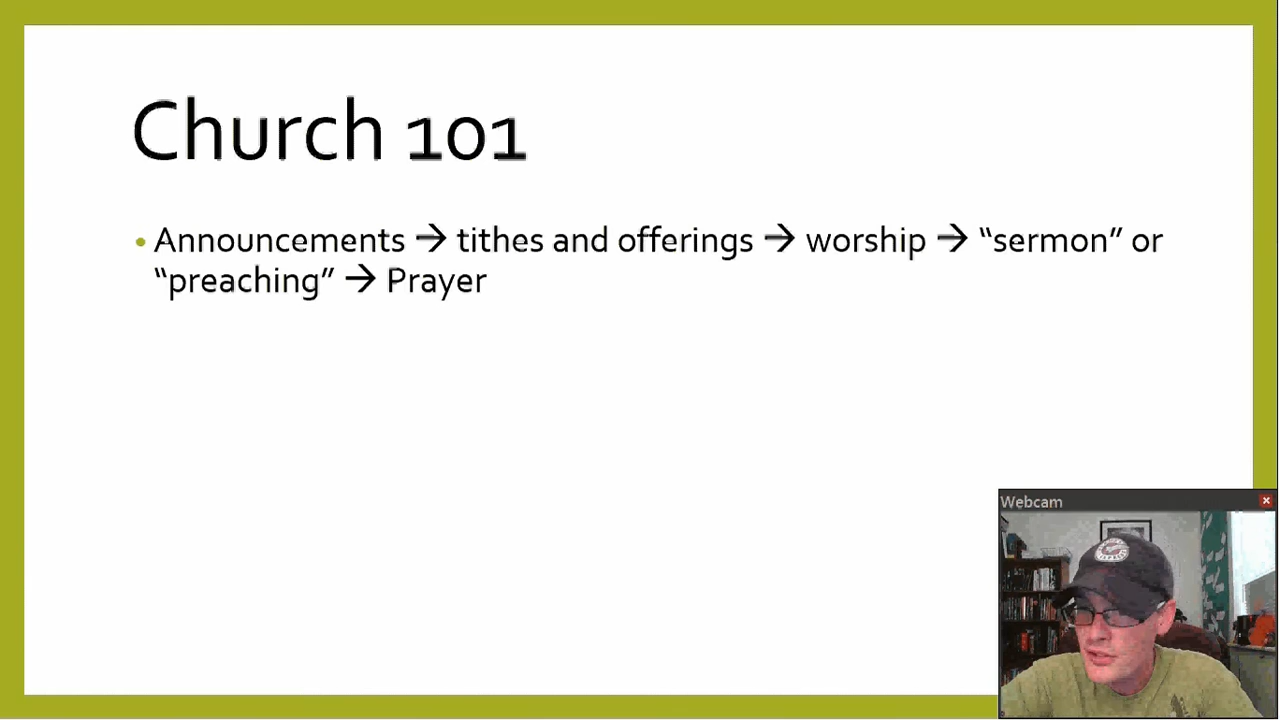 Church 101
• Announcements → tithes and offerings → worship → “sermon” or
“preaching” → Prayer
Webcam